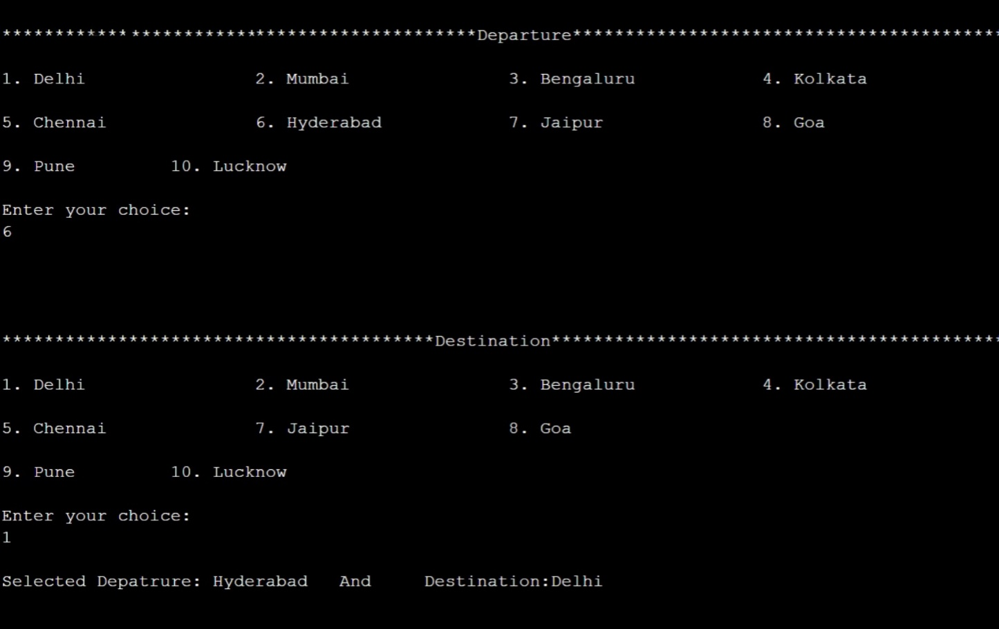 ************ *********************************Departure*****************************************
1. Delhi 2. Mumbai 3. Bengaluru 4. Kolkata
5. Chennai 6. Hyderabad 7. Jaipur 8. Goa
9. Pune 10. Lucknow
Enter your choice:
6
*****************************************Destination*******************************************
1. Delhi 2. Mumbai 3. Bengaluru 4. Kolkata
5. Chennai 7. Jaipur 8. Goa
9. Pune 10. Lucknow
Enter your choice:
1
Selected Depatrure: Hyderabad And Destination:Delhi